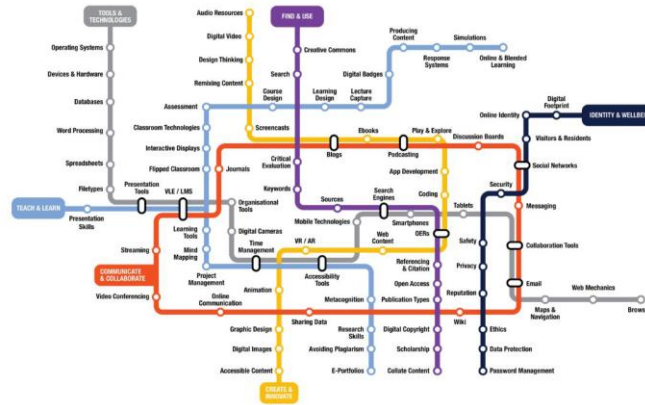 TOOLS &
TECHNOLOGIES
Audio Resources
FIND & USE
Producing
Content
Simulations
Operating Systems
Digital Video
Creative Commons
Response
Systems
Online & Blended
Learning
Devices & Hardware
Design Thinking
Search
Digital Badges
Databases
Remixing Content
Assessment
Course
Design
Learning
Design
Lecture
Capture
Online Identity
Digital
Footprint
IDENTITY & WELLBE
Word Processing
Classroom Technologies
Screencasts
Ebooks
Play & Explore
Discussion Boards
Visitors & Residents
Interactive Displays
Blogs
Podcasting
Spreadsheets
Flipped Classroom
Journals
Critical
Evaluation
App Development
Social Networks
Filetypes
Presentation
Tools
VLE / LMS
Keywords
Coding
Security
TEACH & LEARN
Presentation
Skills
Organisational
Tools
Sources
Search
Engines
Tablets
Messaging
Learning
Tools
Digital Cameras
Mobile Technologies
Smartphones
OERs
Streaming
Mind
Mapping
Time
Management
VR / AR
Web
Content
Safety
Collaboration Tools
COMMUNICATE
& COLLABORATE
Project
Management
Accessibility
Tools
Referencing
& Citation
Privacy
Video Conferencing
Online
Communication
Animation
Metacognition
Open Access
Publication Types
Reputation
Email
Web Mechanics
Maps &
Navigation
Brows
Sharing Data
Wiki
Graphic Design
Research
Skills
Digital Copyright
Ethics
Digital Images
Avoiding Plagiarism
Scholarship
Data Protection
Accessible Content
E-Portfolios
Collate Content
Password Management
CREATE &
INNOVATE